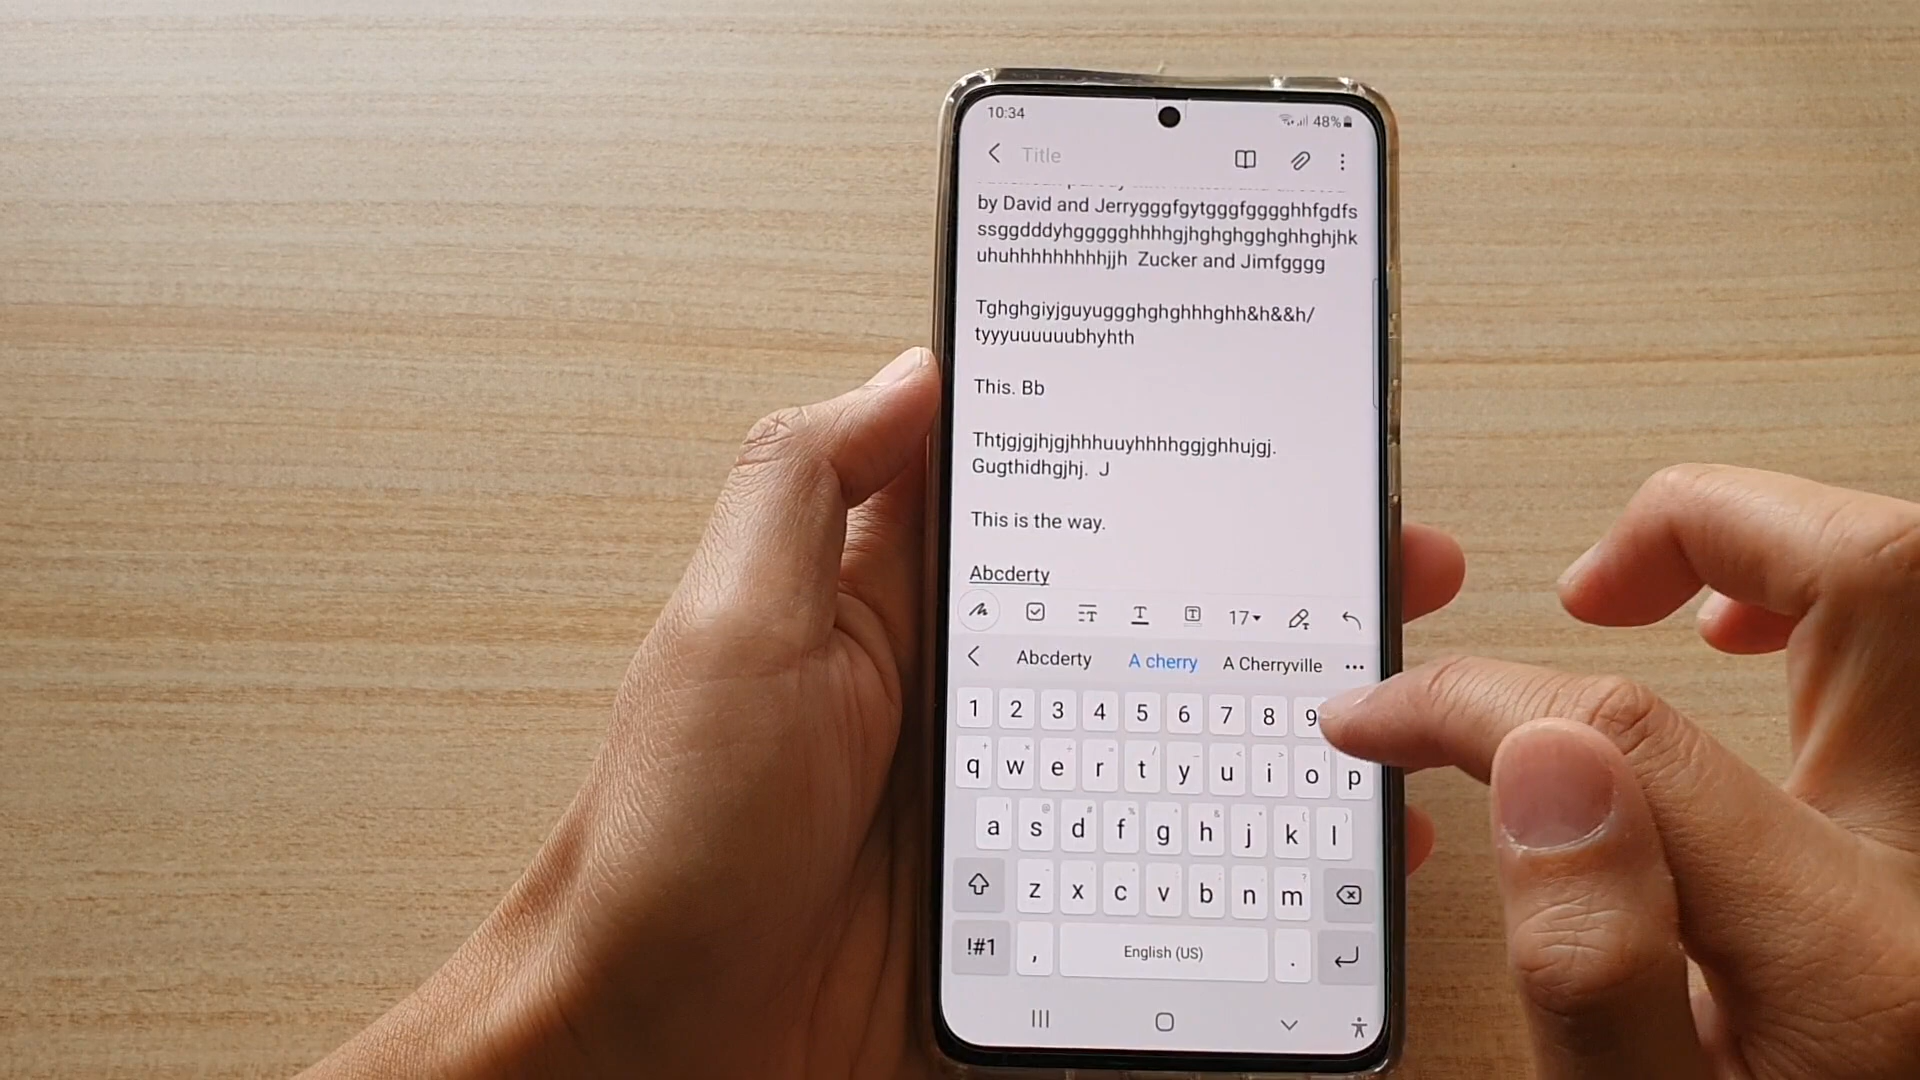 10:34
48%
Title
by David and Jerrygggfgytgggfgggghhfgdfs
ssggdddyhggggghhhhgjhghghgghghhghjhk
uhuhhhhhhhhhjjh Zucker and Jimfgggg
Tghghgiyjguyuggghghghhhghh&h&&h/
tyyyuuuuuubhyhth
This. Bb
Thtjgjgjhjgjhhhuuyhhhhggjghhujgj.
Gugthidhgjhj. J
This is the way.
Abcderty
17
Abcderty A cherry A Cherryville
1 2 3 4 5 6 7 8 9
q w e r t y u i o p
a s d f g h j k l
z x c v b n m
!#1 , English (US) .